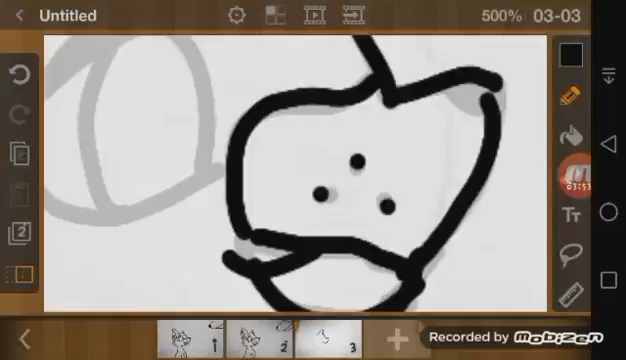 Untitled
500% 03-03
2
03:53
Tт
1
2
3
Recorded by Mobizen